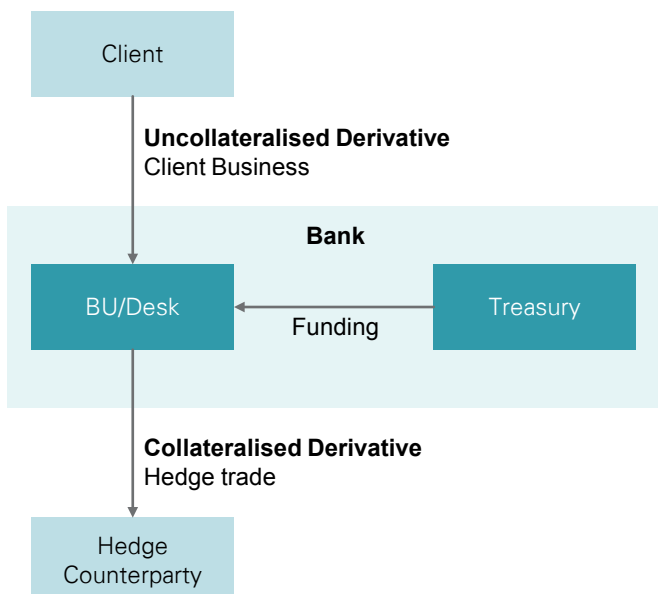 Client
Uncollateralised Derivative
Client Business
Bank
BU/Desk
Treasury
Funding
Collateralised Derivative
Hedge trade
Hedge
Counterparty